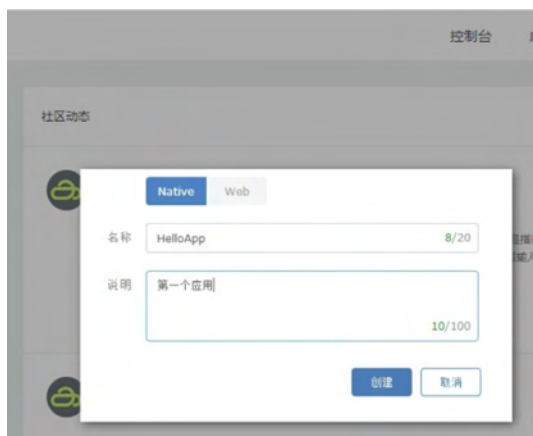 控制台
社区动态
Native Web
名称 HelloApp 8/20
说明 第一个应用
10/100
创建 取消